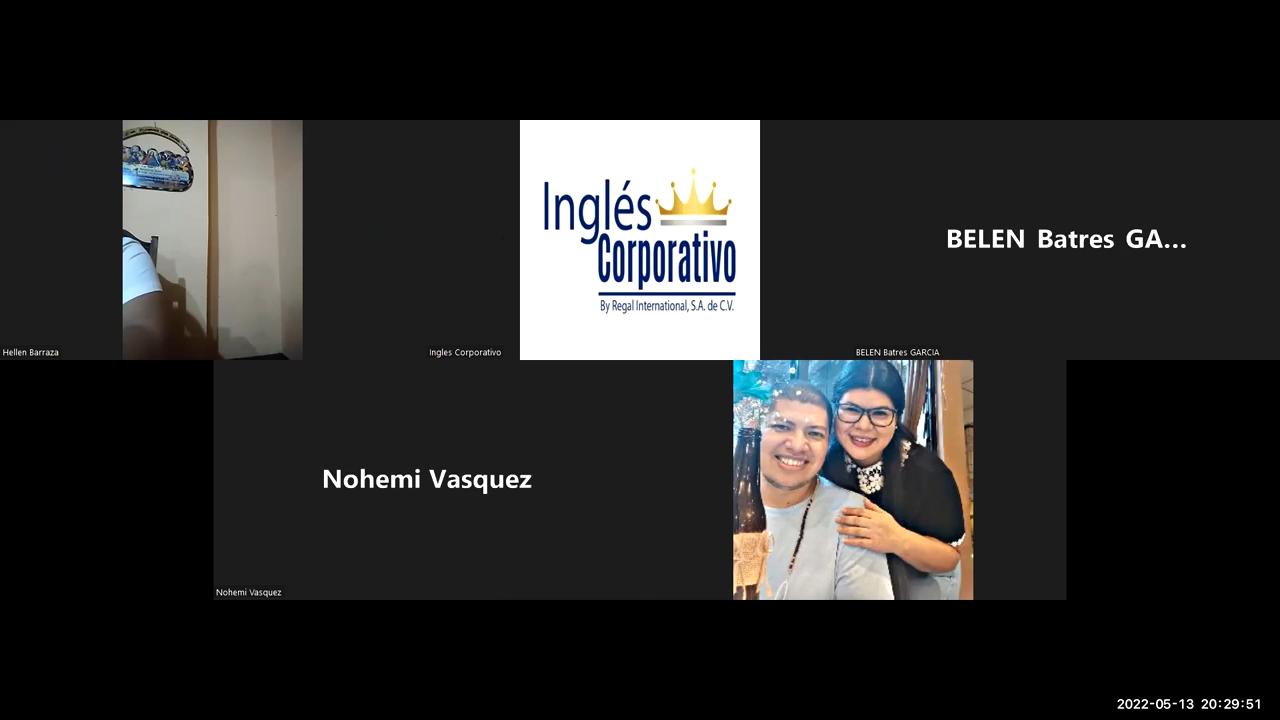 Inglés
Corporativo
By Regal International, S.A. de C.V.
BELEN Batres GA...
Hellen Barraza
Ingles Corporativo
BELEN Batres GARCIA
Nohemi Vasquez
Nohemi Vasquez
2022-05-13 20:29:51